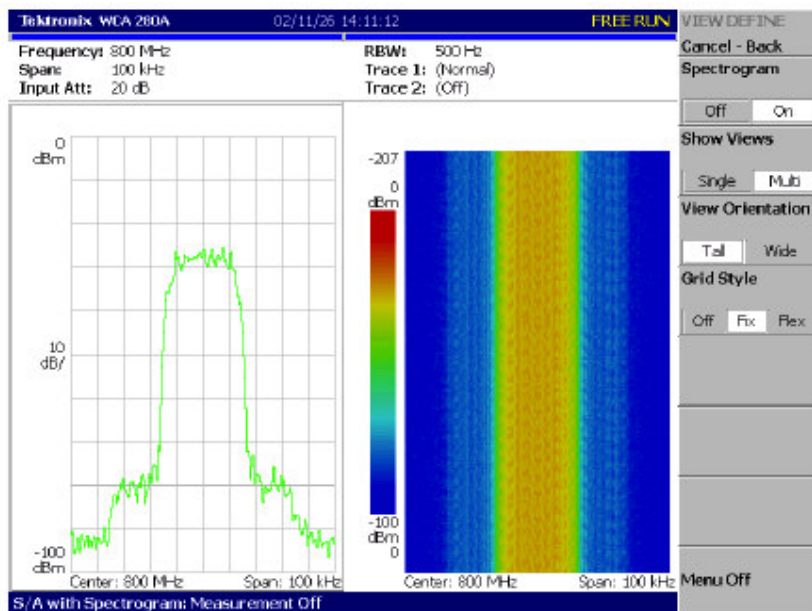 Tektronix WCA 280A 02/11/26 14:11:12 FREE RUN
Frequency: 800 MHz
Span: 100 kHz
Input Att: 20 dB
RBW: 500 Hz
Trace 1: (Normal)
Trace 2: (Off)
0
dBm
10
dB/
-100
dBm
Center: 800 MHz Span: 100 kHz
-207
0
dBm
-100
dBm
0
Center: 800 MHz Span: 100 kHz
S/A with Spectrogram: Measurement Off
VIEW DEFINE
Cancel - Back
Spectrogram
Off On
Show Views
Single Multi
View Orientation
Tall Wide
Grid Style
Off Fix Flex
Menu Off